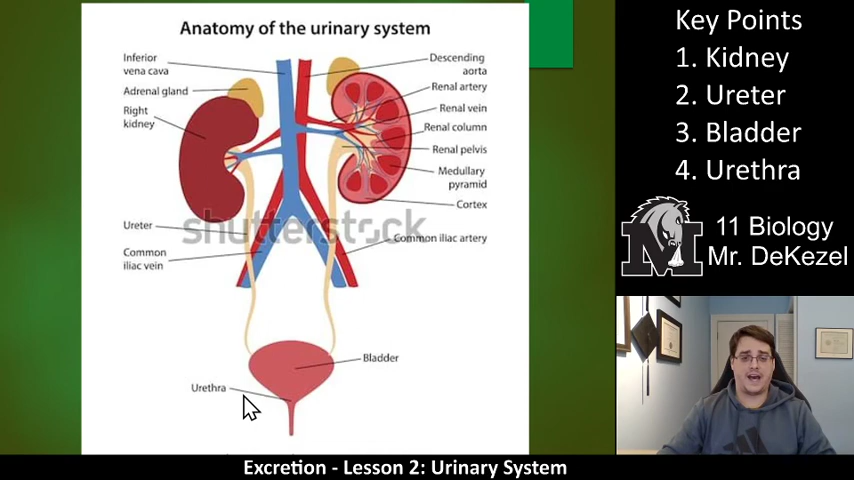 Anatomy of the urinary system
Inferior
vena cava
Adrenal gland
Right
kidney
Ureter
Common
iliac vein
Urethra
Descending
aorta
Renal artery
Renal vein
Renal column
Renal pelvis
Medullary
pyramid
Cortex
Common iliac artery
Bladder
shutterstock
Key Points
1. Kidney
2. Ureter
3. Bladder
4. Urethra
M
11 Biology
Mr. DeKezel
Excretion - Lesson 2: Urinary System